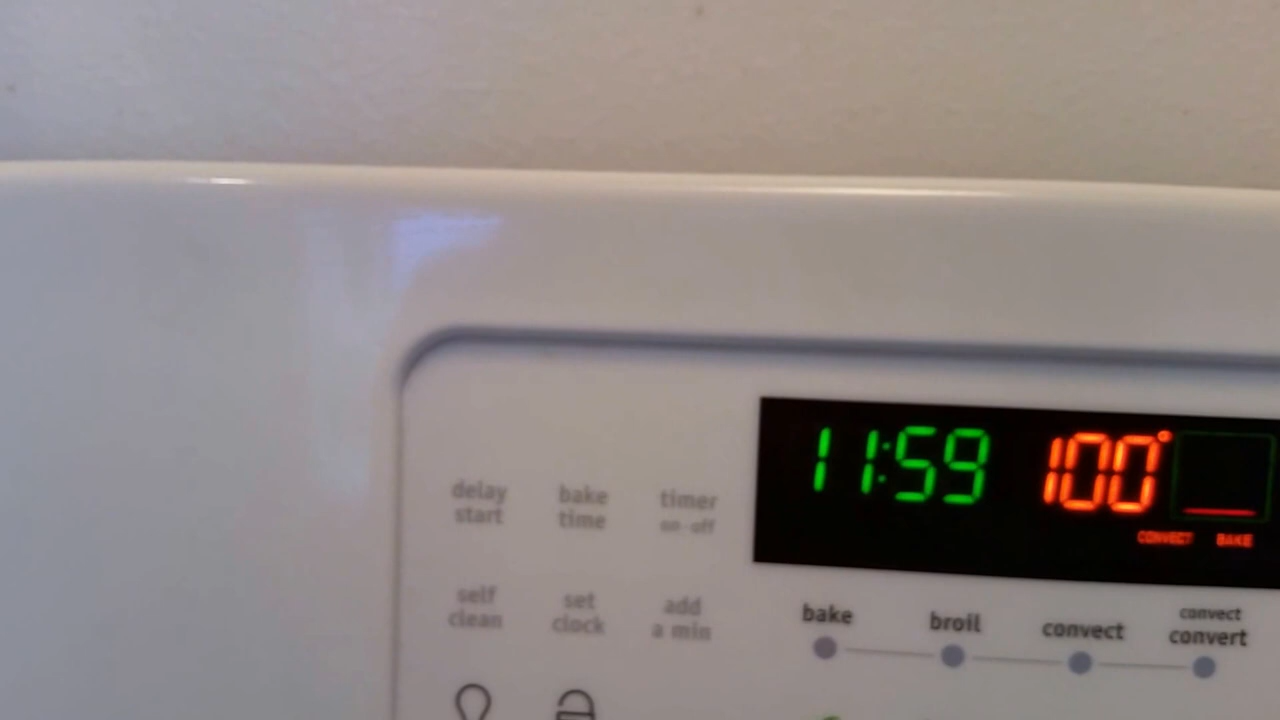 11:59 100°
CONVECT BAKE
delay start
bake time
timer on-off
self clean
set clock
add a min
bake
broil
convect
convect convert